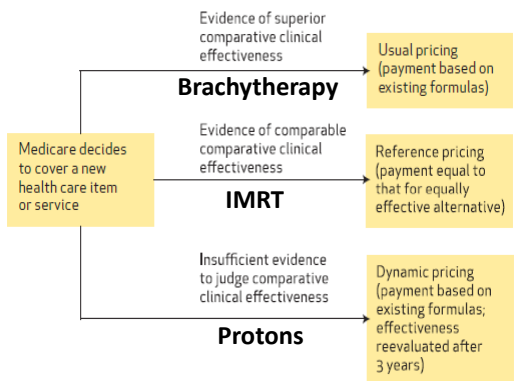 Medicare decides
to cover a new
health care item
or service
Evidence of superior
comparative clinical
effectiveness
Brachytherapy
Usual pricing
(payment based on
existing formulas)
Evidence of comparable
comparative clinical
effectiveness
IMRT
Reference pricing
(payment equal to
that for equally
effective alternative)
Insufficient evidence
to judge comparative
clinical effectiveness
Protons
Dynamic pricing
(payment based on
existing formulas;
effectiveness
reevaluated after
3 years)